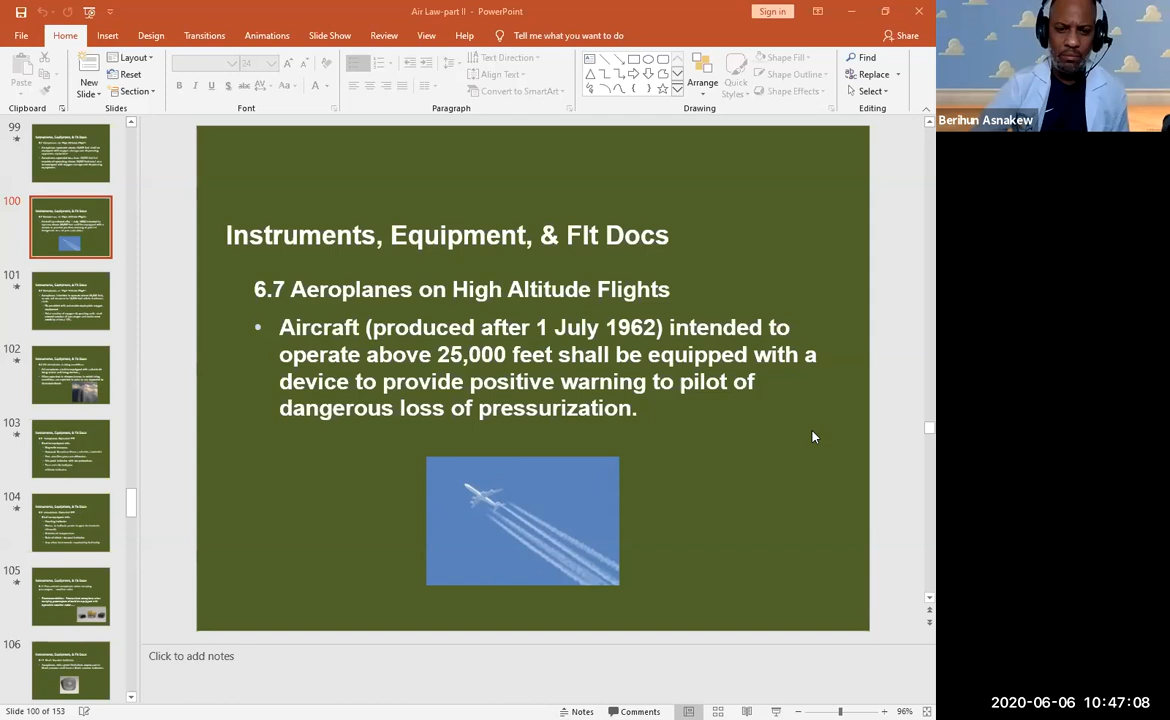 Air Law-part II - PowerPoint
Sign in
File
Home
Insert
Design
Transitions
Animations
Slide Show
Review
View
Help
Tell me what you want to do
Share
Paste
Layout
Reset
Section
New
Slide
24
B I U S abc AV Aa A
Text Direction
Align Text
Convert to SmartArt
Arrange
Quick
Styles
Shape Fill
Shape Outline
Shape Effects
Find
Replace
Select
Clipboard
Slides
Font
Paragraph
Drawing
Editing
Berihun Asnakew
99
100
101
102
103
104
105
106
Instruments, Equipment, & Flt Docs
6.7 Aeroplanes on High Altitude Flights
• Aircraft (produced after 1 July 1962) intended to
operate above 25,000 feet shall be equipped with a
device to provide positive warning to pilot of
dangerous loss of pressurization.
Click to add notes
Slide 100 of 153
Notes
Comments
96%
2020-06-06 10:47:08